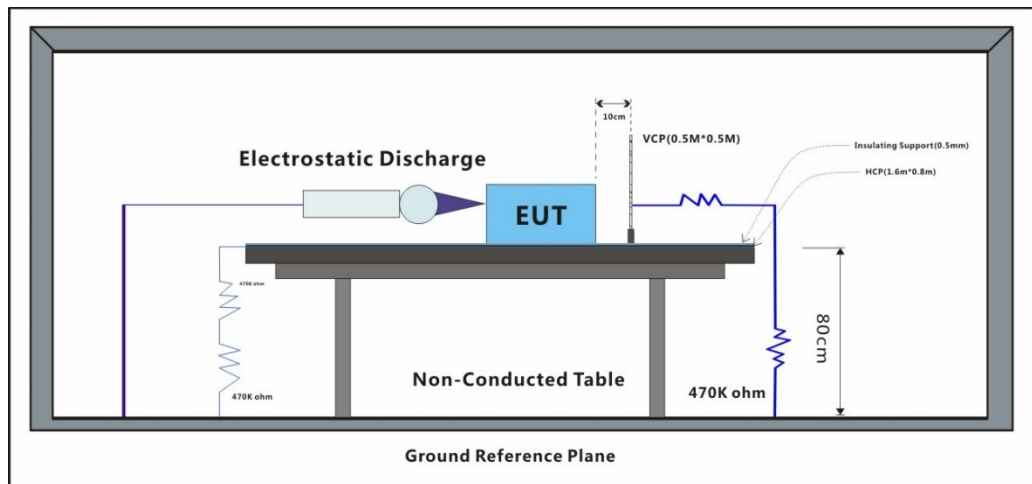 10cm
VCP(0.5M*0.5M)
Insulating Support(0.5mm)
Electrostatic Discharge
HCP(1.6m*0.8m)
EUT
470K ohm
80cm
Non-Conducted Table
470K ohm
470K ohm
Ground Reference Plane